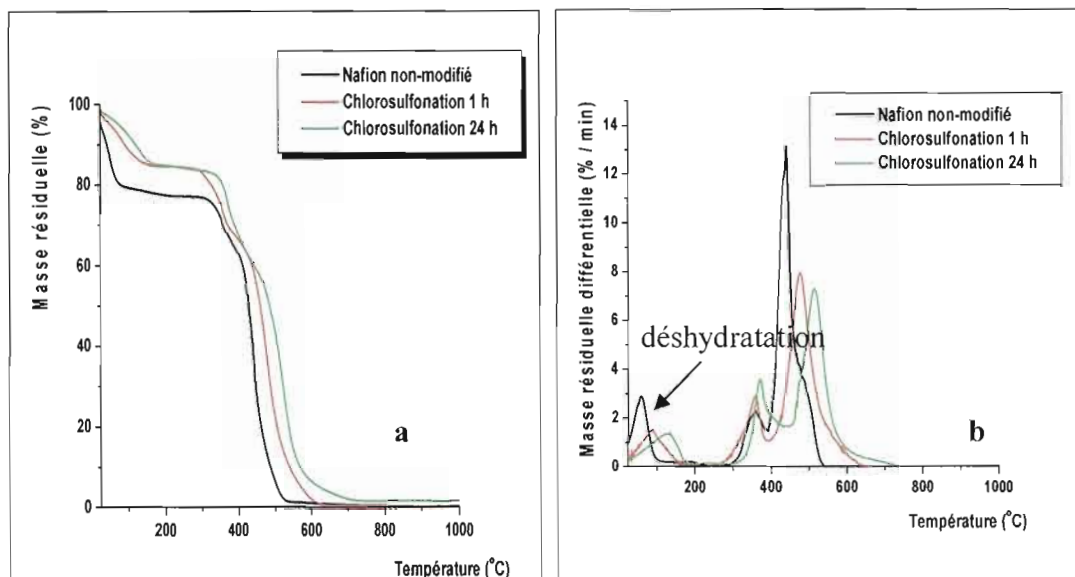 Nafion non-modifié
Chlorosulfonation 1 h
Chlorosulfonation 24 h
Masse résiduelle (%)
100
80
60
40
20
0
a
200
400
600
800
1000
Température (°C)
Nafion non-modifié
Chlorosulfonation 1 h
Chlorosulfonation 24 h
Masse résiduelle différentielle (% / min)
14
12
10
8
6
4
2
0
déshydratation
b
200
400
600
800
1000
Température (°C)